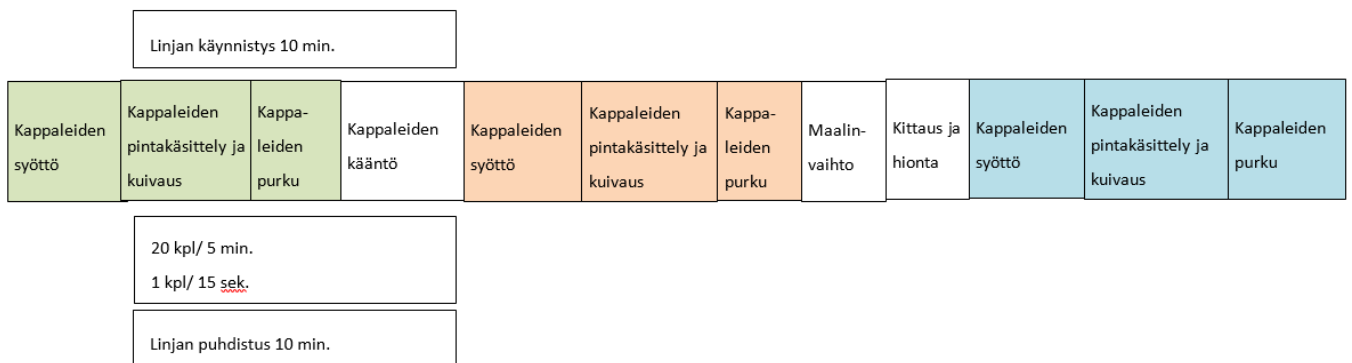 Linjan käynnistys 10 min.
Kappaleiden
syöttö
Kappaleiden
pintakäsittely ja
kuivaus
Kappa-
leiden
purku
Kappaleiden
kääntö
Kappaleiden
syöttö
Kappaleiden
pintakäsittely ja
kuivaus
Kappa-
leiden
purku
Maalin-
vaihto
Kittaus ja
hionta
Kappaleiden
syöttö
Kappaleiden
pintakäsittely ja
kuivaus
Kappaleiden
purku
20 kpl/ 5 min.
1 kpl/ 15 sek.
Linjan puhdistus 10 min.